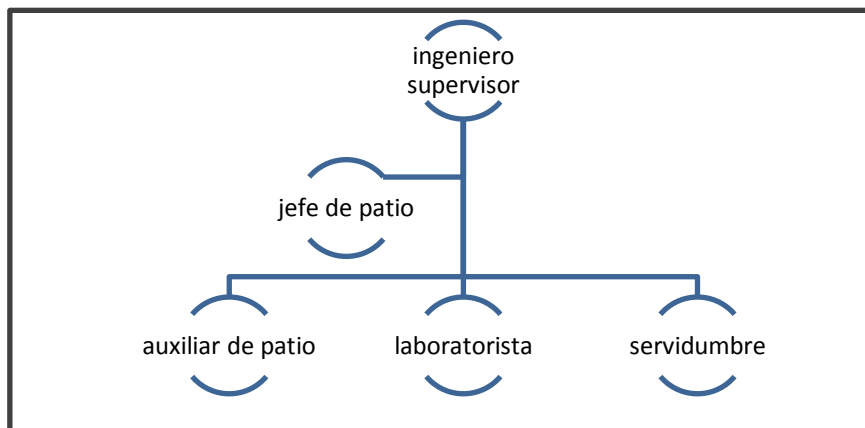 ingeniero
supervisor
jefe de patio
auxiliar de patio
laboratorista
servidumbre